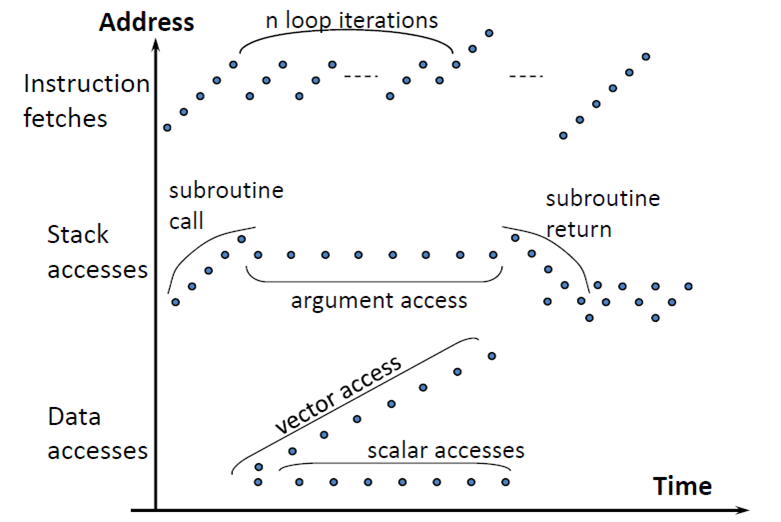 Address
n loop iterations
Instruction
fetches
subroutine
call
subroutine
return
Stack
accesses
argument access
vector access
Data
accesses
scalar accesses
Time